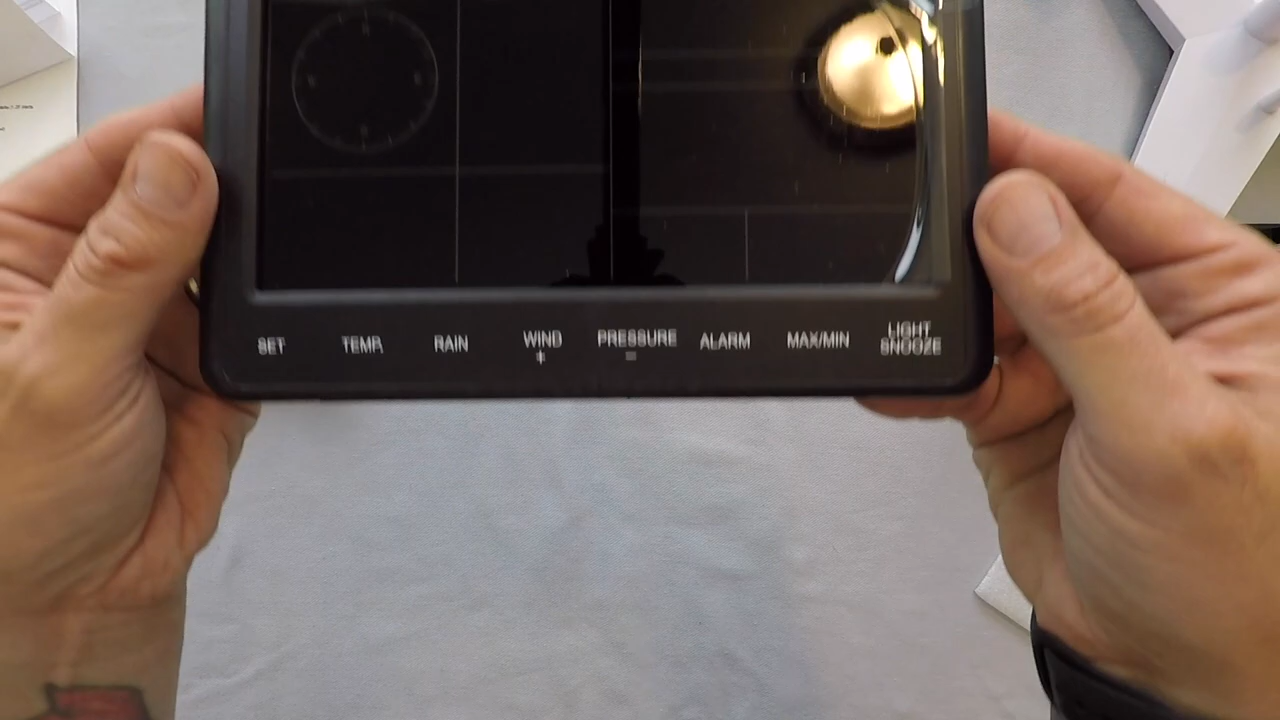 SET
TEMP.
RAIN
WIND
PRESSURE
ALARM
MAX/MIN
LIGHT
SNOOZE